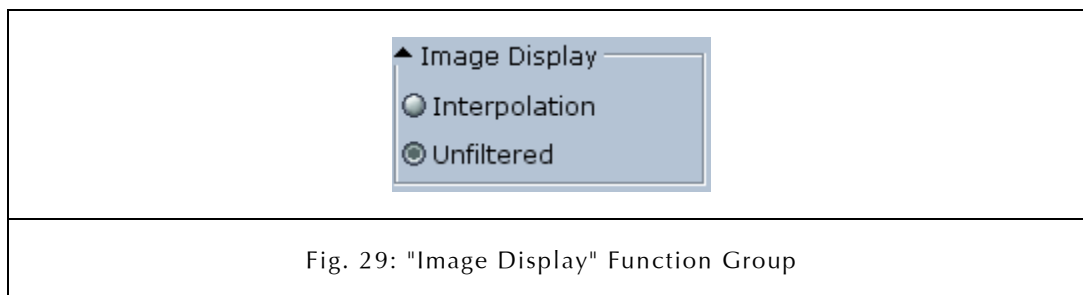 Image Display
Interpolation
Unfiltered
Fig. 29: "Image Display" Function Group